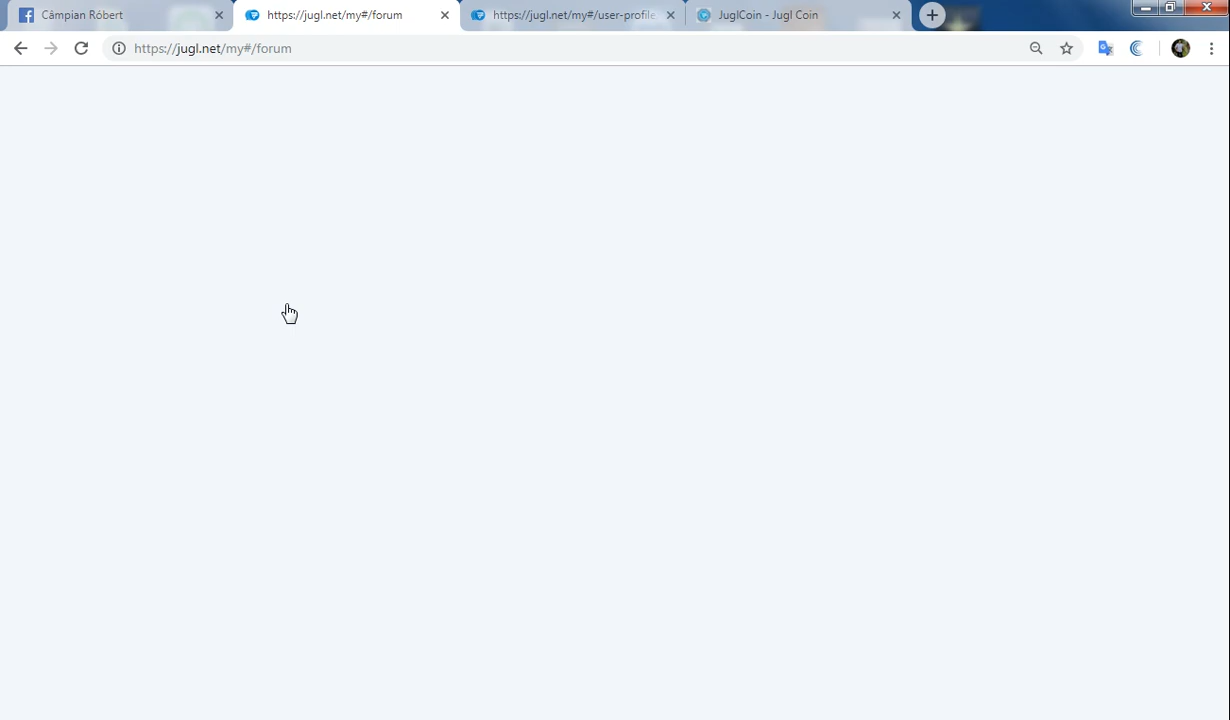 Câmpian Róbert
https://jugl.net/my#/forum
https://jugl.net/my#/user-profile
JuglCoin - Jugl Coin
https://jugl.net/my#/forum